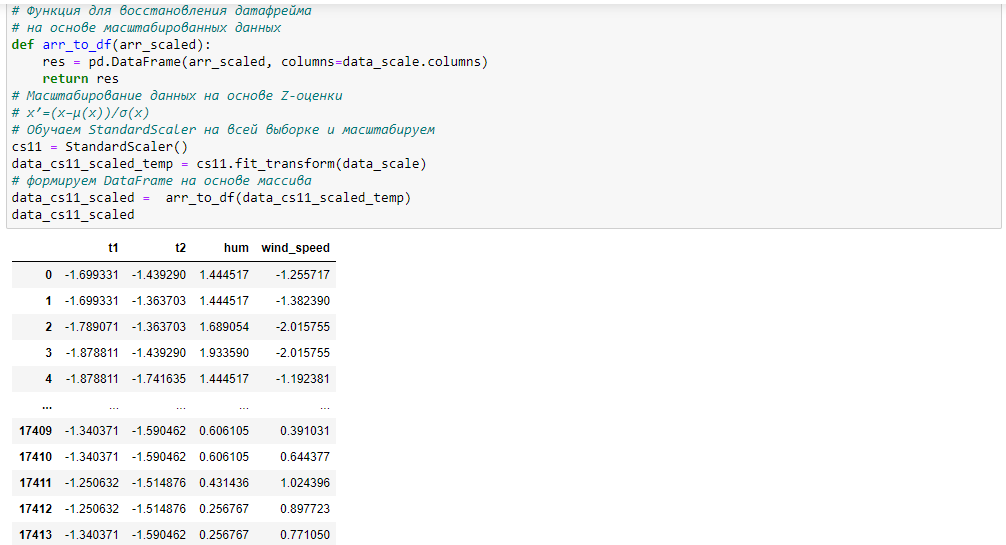 # Функция для восстановления датафрейма
# на основе масштабированных данных
def arr_to_df(arr_scaled):
    res = pd.DataFrame(arr_scaled, columns=data_scale.columns)
    return res
# Масштабирование данных на основе Z-оценки
# x’=(x−μ(x))/σ(x)
# Обучаем StandardScaler на всей выборке и масштабируем
cs11 = StandardScaler()
data_cs11_scaled_temp = cs11.fit_transform(data_scale)
# формируем DataFrame на основе массива
data_cs11_scaled =  arr_to_df(data_cs11_scaled_temp)
data_cs11_scaled
t1 t2 hum wind_speed
0 -1.699331 -1.439290 1.444517 -1.255717
1 -1.699331 -1.363703 1.444517 -1.382390
2 -1.789071 -1.363703 1.689054 -2.015755
3 -1.878811 -1.439290 1.933590 -2.015755
4 -1.878811 -1.741635 1.444517 -1.192381
... ... ... ... ...
17409 -1.340371 -1.590462 0.606105 0.391031
17410 -1.340371 -1.590462 0.606105 0.644377
17411 -1.250632 -1.514876 0.431436 1.024396
17412 -1.250632 -1.514876 0.256767 0.897723
17413 -1.340371 -1.590462 0.256767 0.771050